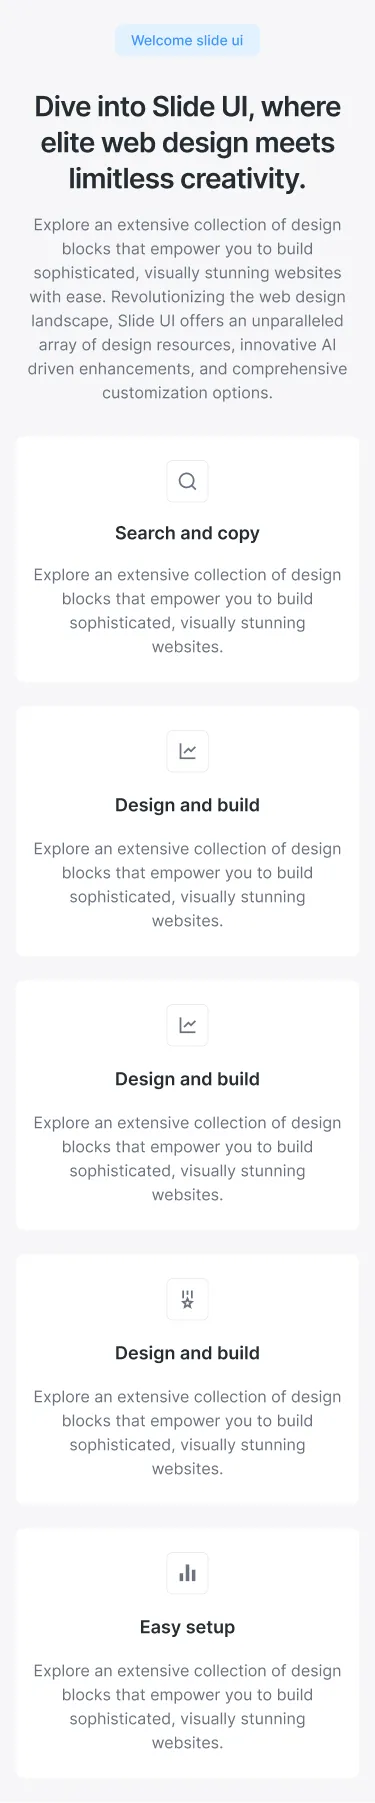 Welcome slide ui
Dive into Slide UI, where
elite web design meets
limitless creativity.
Explore an extensive collection of design
blocks that empower you to build
sophisticated, visually stunning websites
with ease. Revolutionizing the web design
landscape, Slide UI offers an unparalleled
array of design resources, innovative AI
driven enhancements, and comprehensive
customization options.
Search and copy
Explore an extensive collection of design
blocks that empower you to build
sophisticated, visually stunning
websites.
Design and build
Explore an extensive collection of design
blocks that empower you to build
sophisticated, visually stunning
websites.
Design and build
Explore an extensive collection of design
blocks that empower you to build
sophisticated, visually stunning
websites.
Design and build
Explore an extensive collection of design
blocks that empower you to build
sophisticated, visually stunning
websites.
Easy setup
Explore an extensive collection of design
blocks that empower you to build
sophisticated, visually stunning
websites.